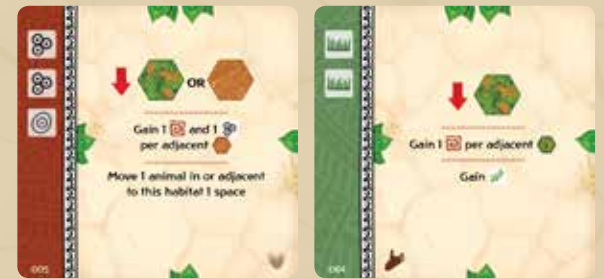 OR
Gain 1 and 1
per adjacent
Move 1 animal in or adjacent
to this habitat 1 space
005
Gain 1 per adjacent
Gain